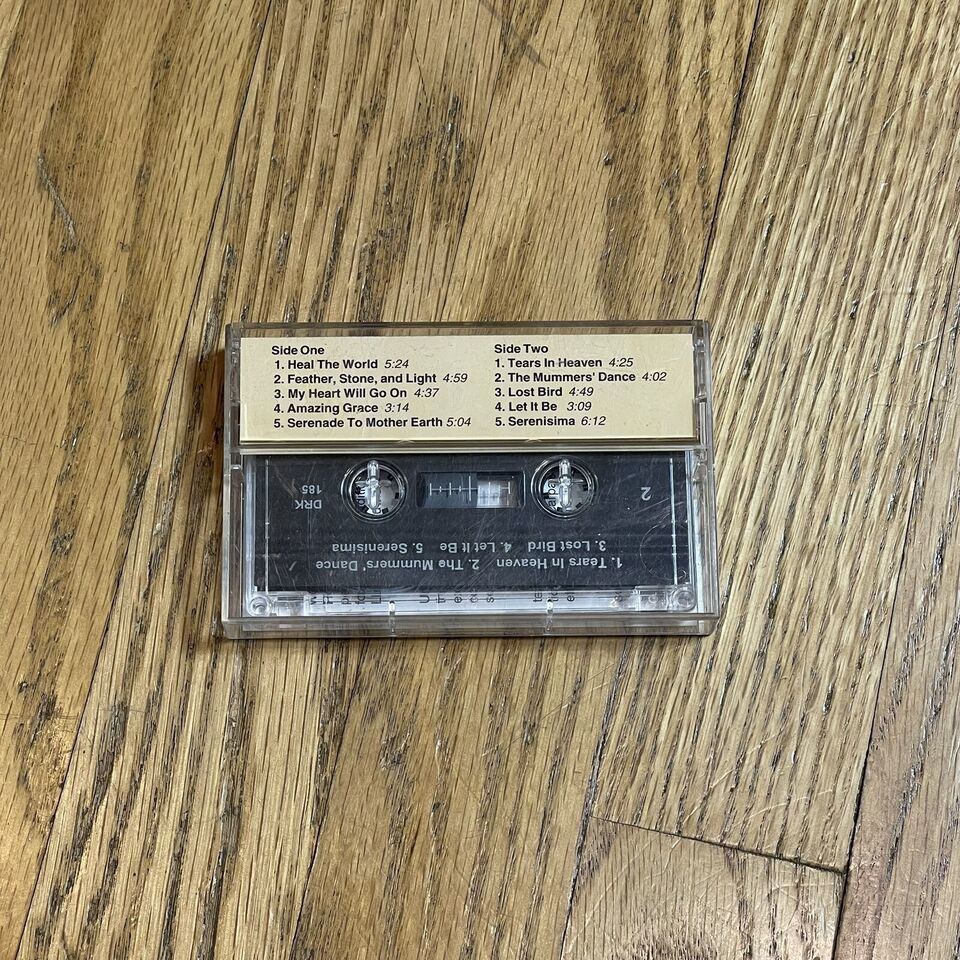 Side One
1. Heal The World 5:24
2. Feather, Stone, and Light 4:59
3. My Heart Will Go On 4:37
4. Amazing Grace 3:14
5. Serenade To Mother Earth 5:04
Side Two
1. Tears In Heaven 4:25
2. The Mummers' Dance 4:02
3. Lost Bird 4:49
4. Let It Be 3:09
5. Serenisima 6:12
1. Tears In Heaven 2. The Mummers' Dance
3. Lost Bird 4. Let It Be 5. Serenisima
2
DRK
185